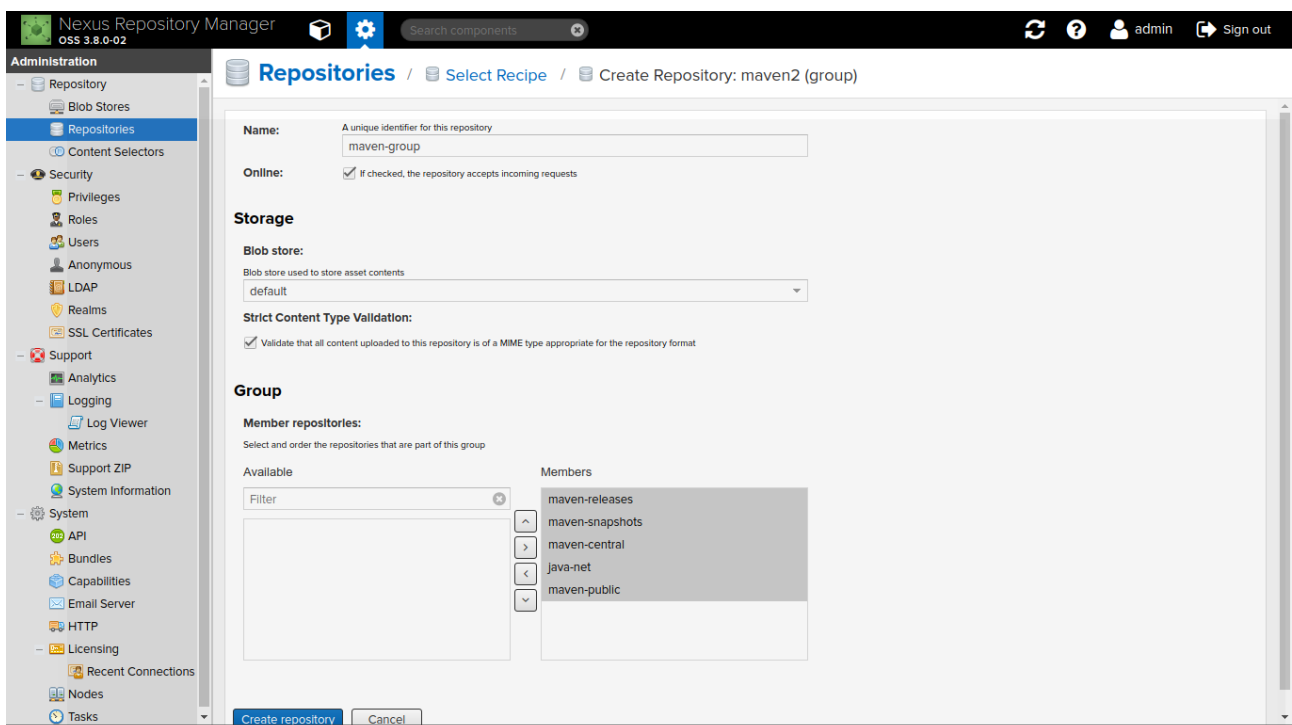 Nexus Repository Manager
OSS 3.8.0-02
Search components
admin
Sign out
Administration
Repository
Blob Stores
Repositories
Content Selectors
Security
Privileges
Roles
Users
Anonymous
LDAP
Realms
SSL Certificates
Support
Analytics
Logging
Log Viewer
Metrics
Support ZIP
System Information
System
API
Bundles
Capabilities
Email Server
HTTP
Licensing
Recent Connections
Nodes
Tasks
Repositories / Select Recipe / Create Repository: maven2 (group)
Name:
A unique identifier for this repository
maven-group
Online:
If checked, the repository accepts incoming requests
Storage
Blob store:
Blob store used to store asset contents
default
Strict Content Type Validation:
Validate that all content uploaded to this repository is of a MIME type appropriate for the repository format
Group
Member repositories:
Select and order the repositories that are part of this group
Available
Filter
Members
maven-releases
maven-snapshots
maven-central
java-net
maven-public
Create repository
Cancel